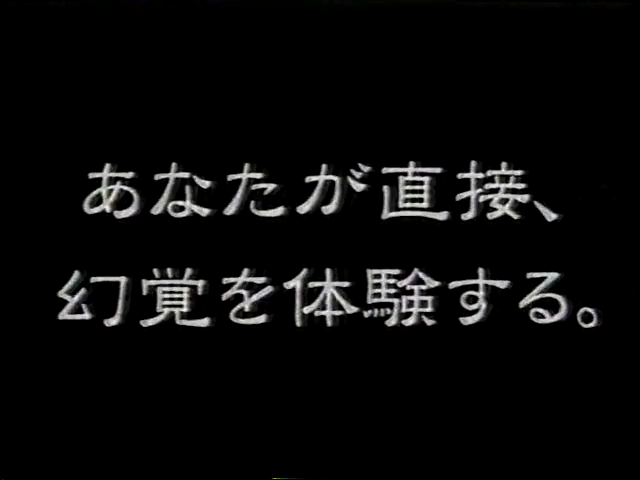 あなたが直接、
幻覚を体験する。